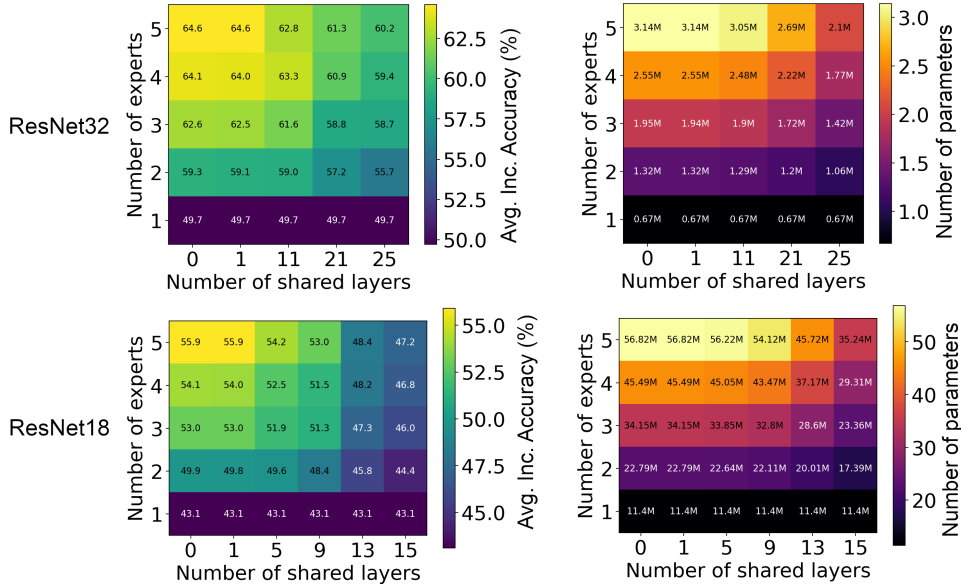 ResNet32
Number of experts
5 64.6 64.6 62.8 61.3 60.2
4 64.1 64.0 63.3 60.9 59.4
3 62.6 62.5 61.6 58.8 58.7
2 59.3 59.1 59.0 57.2 55.7
1 49.7 49.7 49.7 49.7 49.7
0 1 11 21 25
Number of shared layers
62.5
60.0
57.5
55.0
52.5
50.0
Avg. Inc. Accuracy (%)
Number of experts
5 3.14M 3.14M 3.05M 2.69M 2.1M
4 2.55M 2.55M 2.48M 2.22M 1.77M
3 1.95M 1.94M 1.9M 1.72M 1.42M
2 1.32M 1.32M 1.29M 1.2M 1.06M
1 0.67M 0.67M 0.67M 0.67M 0.67M
0 1 11 21 25
Number of shared layers
3.0
2.5
2.0
1.5
1.0
Number of parameters
ResNet18
Number of experts
5 55.9 55.9 54.2 53.0 48.4 47.2
4 54.1 54.0 52.5 51.5 48.2 46.8
3 53.0 53.0 51.9 51.3 47.3 46.0
2 49.9 49.8 49.6 48.4 45.8 44.4
1 43.1 43.1 43.1 43.1 43.1 43.1
0 1 5 9 13 15
Number of shared layers
55.0
52.5
50.0
47.5
45.0
Avg. Inc. Accuracy (%)
Number of experts
5 56.82M 56.82M 56.22M 54.12M 45.72M 35.24M
4 45.49M 45.49M 45.05M 43.47M 37.17M 29.31M
3 34.15M 34.15M 33.85M 32.8M 28.6M 23.36M
2 22.79M 22.79M 22.64M 22.11M 20.01M 17.39M
1 11.4M 11.4M 11.4M 11.4M 11.4M 11.4M
0 1 5 9 13 15
Number of shared layers
50
40
30
20
Number of parameters